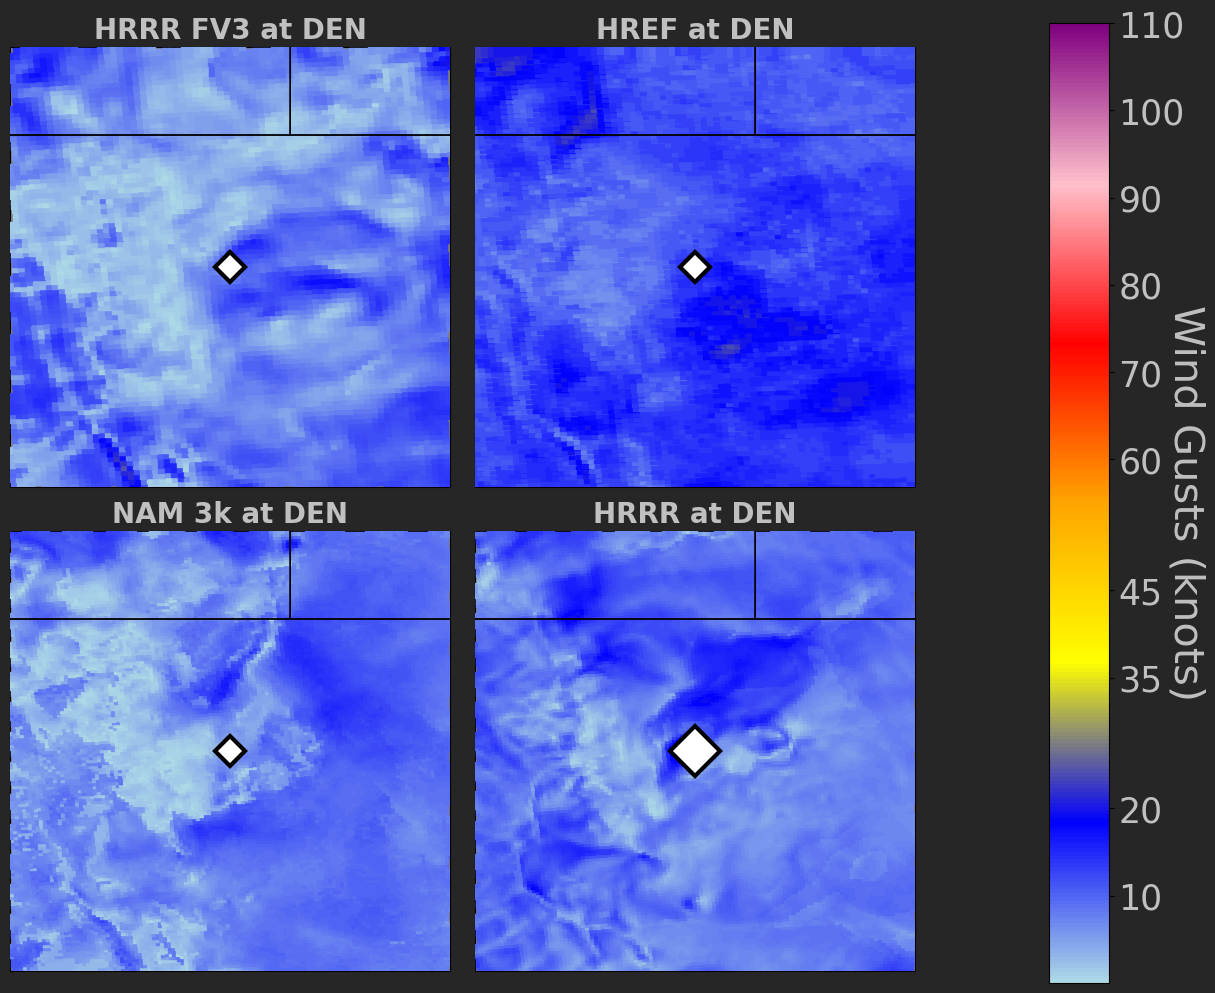 HRRR FV3 at DEN
HREF at DEN
NAM 3k at DEN
HRRR at DEN
110
100
90
80
70
60
45
35
20
10
Wind Gusts (knots)